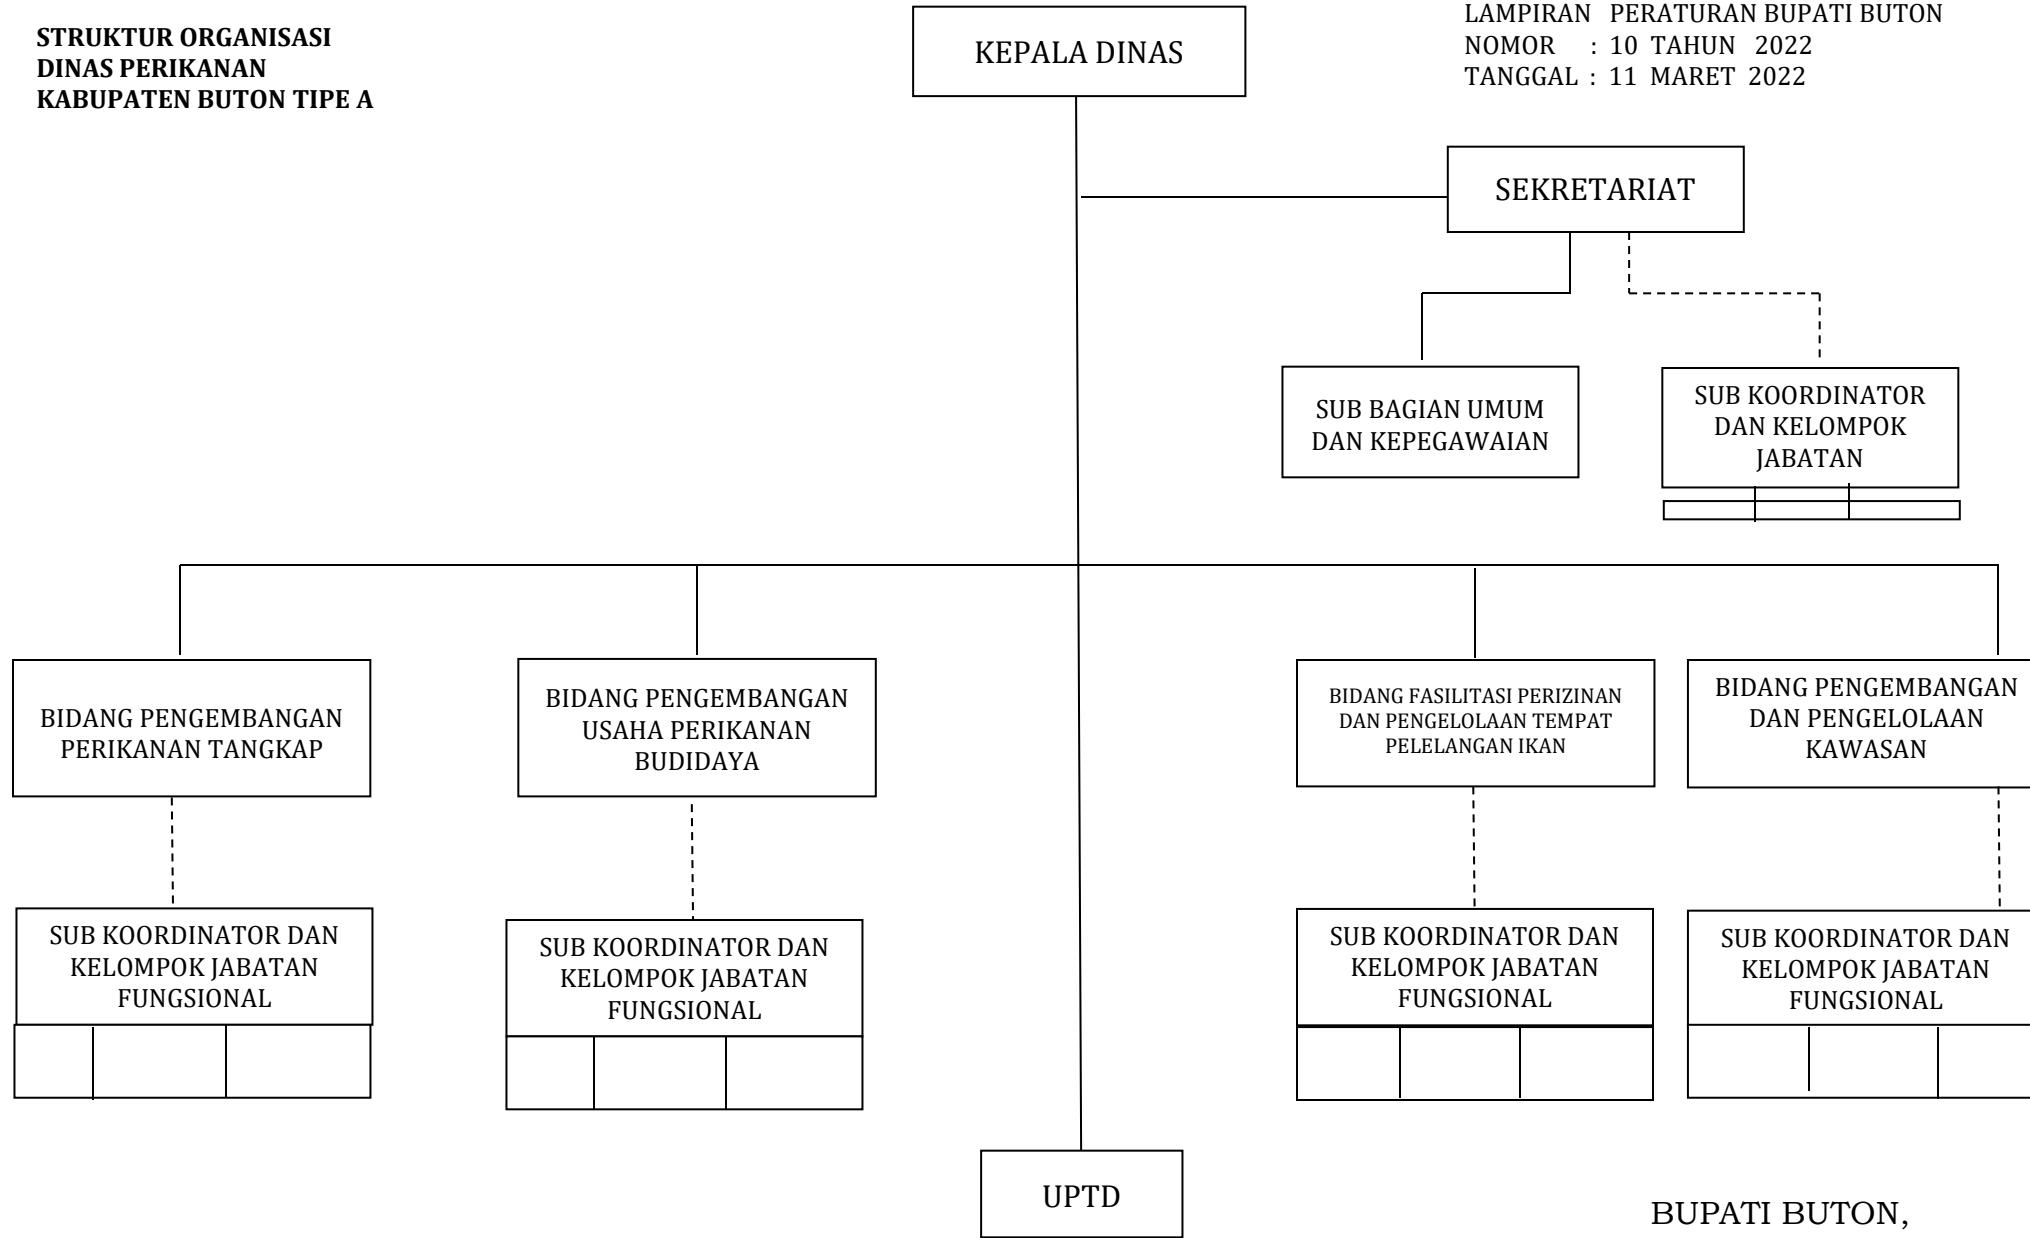 STRUKTUR ORGANISASI
DINAS PERIKANAN
KABUPATEN BUTON TIPE A
KEPALA DINAS
LAMPIRAN PERATURAN BUPATI BUTON
NOMOR : 10 TAHUN 2022
TANGGAL : 11 MARET 2022
SEKRETARIAT
SUB BAGIAN UMUM
DAN KEPEGAWAIAN
SUB KOORDINATOR
DAN KELOMPOK
JABATAN
BIDANG PENGEMBANGAN
PERIKANAN TANGKAP
BIDANG PENGEMBANGAN
USAHA PERIKANAN
BUDIDAYA
BIDANG FASILITASI PERIZINAN
DAN PENGELOLAAN TEMPAT
PELELANGAN IKAN
BIDANG PENGEMBANGAN
DAN PENGELOLAAN
KAWASAN
SUB KOORDINATOR DAN
KELOMPOK JABATAN
FUNGSIONAL
SUB KOORDINATOR DAN
KELOMPOK JABATAN
FUNGSIONAL
SUB KOORDINATOR DAN
KELOMPOK JABATAN
FUNGSIONAL
SUB KOORDINATOR DAN
KELOMPOK JABATAN
FUNGSIONAL
UPTD
BUPATI BUTON,